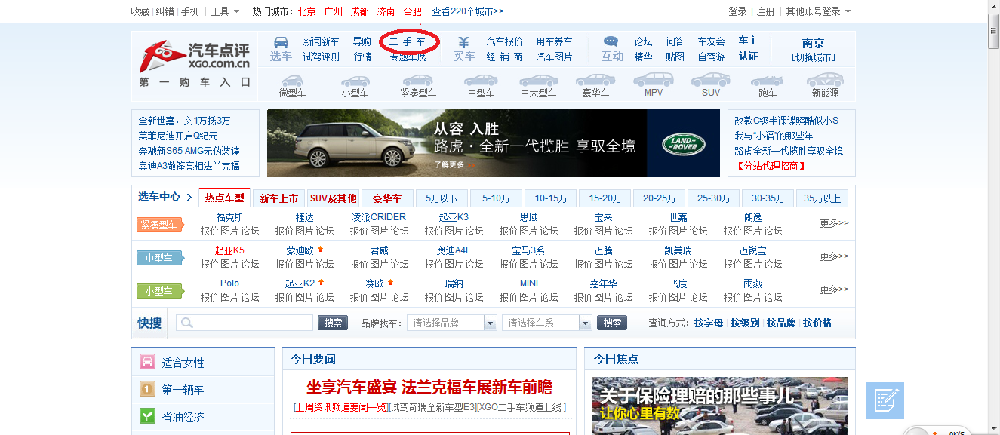 收藏 | 纠错 | 手机 | 工具 热门城市：北京 广州 成都 济南 合肥 查看220个城市>> 登录 | 注册 | 其他账号登录
汽车点评
XGO.COM.CN
第一购车入口
选车 新闻新车 导购 二手车
试驾评测 行情 专题车展
买车 汽车报价 用车养车
经销商 汽车图片
互动 论坛 问答 车友会 车主
精华 贴图 自驾游 认证
南京
[切换城市]
微型车 小型车 紧凑型车 中型车 中大型车 豪华车 MPV SUV 跑车 新能源
全新世嘉，交1万抵3万
英菲尼迪开启Q纪元
奔驰新S65 AMG无伪装谍
奥迪A3敞篷亮相法兰克福
从容 入胜
路虎·全新一代揽胜 享驭全境
了解更多
LAND-ROVER
改款C级半裸谍照酷似小S
我与“小福”的那些年
路虎全新一代揽胜享驭全境
【分站代理招商】
选车中心 热点车型 新车上市 SUV及其他 豪华车 5万以下 5-10万 10-15万 15-20万 20-25万 25-30万 30-35万 35万以上
紧凑型车 福克斯 捷达 凌派CRIDER 起亚K3 思域 宝来 世嘉 朗逸 更多>>
报价 图片 论坛 报价 图片 论坛 报价 图片 论坛 报价 图片 论坛 报价 图片 论坛 报价 图片 论坛 报价 图片 论坛 报价 图片 论坛
中型车 起亚K5 蒙迪欧 君威 奥迪A4L 宝马3系 迈腾 凯美瑞 迈锐宝 更多>>
报价 图片 论坛 报价 图片 论坛 报价 图片 论坛 报价 图片 论坛 报价 图片 论坛 报价 图片 论坛 报价 图片 论坛 报价 图片 论坛
小型车 Polo 起亚K2 赛欧 瑞纳 MINI 嘉年华 飞度 雨燕 更多>>
报价 图片 论坛 报价 图片 论坛 报价 图片 论坛 报价 图片 论坛 报价 图片 论坛 报价 图片 论坛 报价 图片 论坛 报价 图片 论坛
快搜 搜索 品牌找车： 请选择品牌 请选择车系 搜索 查询方式：按字母 | 按级别 | 按品牌 | 按价格
适合女性
1 第一辆车
省油经济
今日要闻
坐享汽车盛宴 法兰克福车展新车前瞻
[上周资讯频道要闻一览][试驾奇瑞全新车型E3][XGO二手车频道上线 ]
今日焦点
关于保险理赔的那些事儿
让你心里有数
0K/S